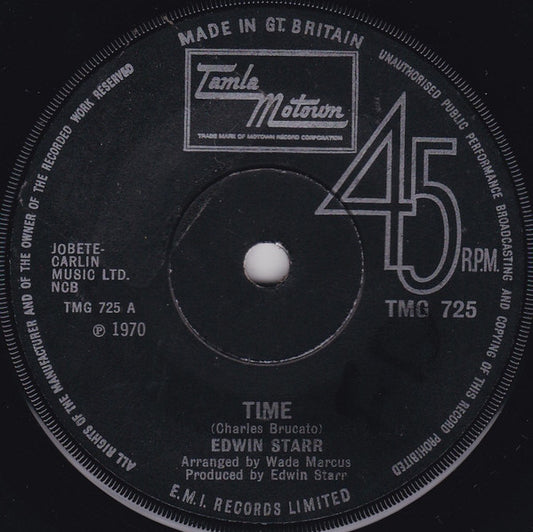 MADE IN GT. BRITAIN
UNAUTHORISED PUBLIC PERFORMANCE BROADCASTING AND COPYING OF THIS RECORD PROHIBITED
ALL RIGHTS OF THE MANUFACTURER AND OF THE OWNER OF THE RECORDED WORK RESERVED
Tamla
Motown
TRADE MARK OF MOTOWN RECORD CORPORATION
45
R.P.M.
JOBETE-
CARLIN
MUSIC LTD.
NCB
TMG 725 A
℗ 1970
TMG 725
TIME
(Charles Brucato)
EDWIN STARR
Arranged by Wade Marcus
Produced by Edwin Starr
E.M.I. RECORDS LIMITED